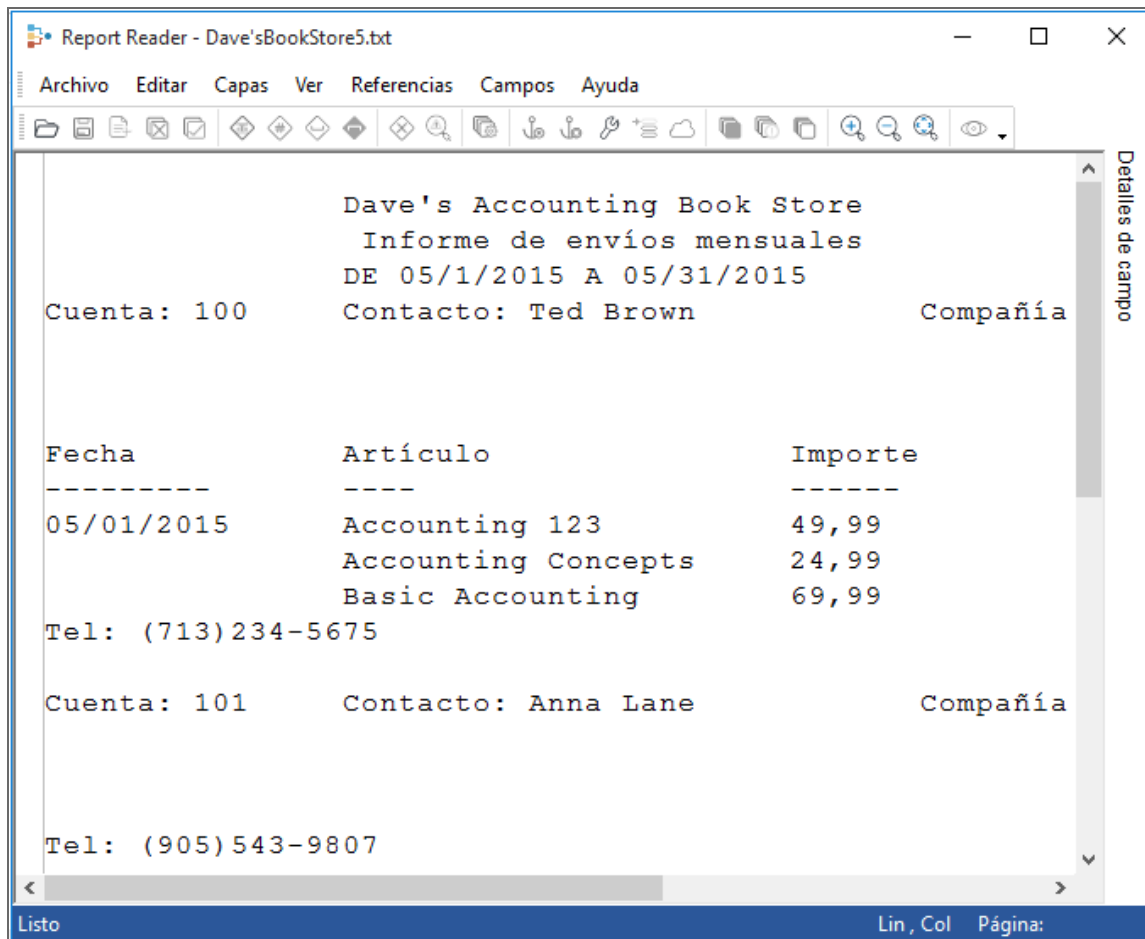 Report Reader - Dave'sBookStore5.txt
Archivo Editar Capas Ver Referencias Campos Ayuda
Dave's Accounting Book Store
Informe de envíos mensuales
DE 05/1/2015 A 05/31/2015
Cuenta: 100 Contacto: Ted Brown Compañía
Fecha Artículo Importe
--------- ---- ------
05/01/2015 Accounting 123 49,99
Accounting Concepts 24,99
Basic Accounting 69,99
Tel: (713)234-5675
Cuenta: 101 Contacto: Anna Lane Compañía
Tel: (905)543-9807
Detalles de campo
Listo Lin , Col Página: